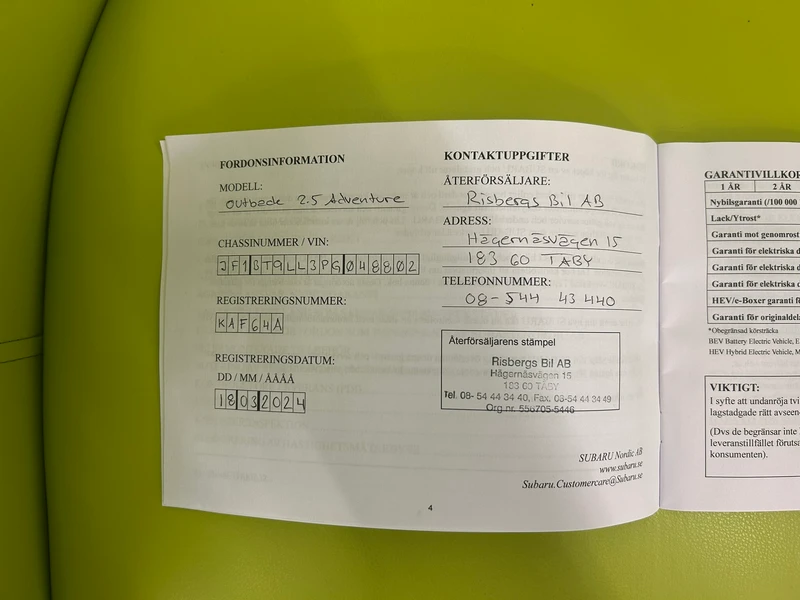 FORDONSINFORMATION
MODELL:
Outback 2.5 Adventure
CHASSINUMMER / VIN:
JF1BT9LL3PG048802
REGISTRERINGSNUMMER:
KAF64A
REGISTRERINGSDATUM:
DD / MM / ÅÅÅÅ
18032024
KONTAKTUPPGIFTER
ÅTERFÖRSÄLJARE:
Risbergs Bil AB
ADRESS:
Hägernäsvägen 15
183 60 TÄBY
TELEFONNUMMER:
08-544 43 440
Återförsäljarens stämpel
Risbergs Bil AB
Hägernäsvägen 15
183 60 TÄBY
Tel. 08- 54 44 34 40, Fax. 08-54 44 34 49
Org.nr. 556705-5446
SUBARU Nordic AB
www.subaru.se
Subaru.Customercare@Subaru.se
4
GARANTIVILLKOR
1 ÅR 2 ÅR
Nybilsgaranti (/100 000
Lack/Ytrost*
Garanti mot genomrost
Garanti för elektriska d
Garanti för elektriska d
Garanti för elektriska d
HEV/e-Boxer garanti f
Garanti för originaldela
*Obegränsad körsträcka
BEV Battery Electric Vehicle, E
HEV Hybrid Electric Vehicle, M
VIKTIGT:
I syfte att undanröja tvi
lagstadgade rätt avseen
(Dvs de begränsar inte
leveranstillfället föruts
konsumenten).